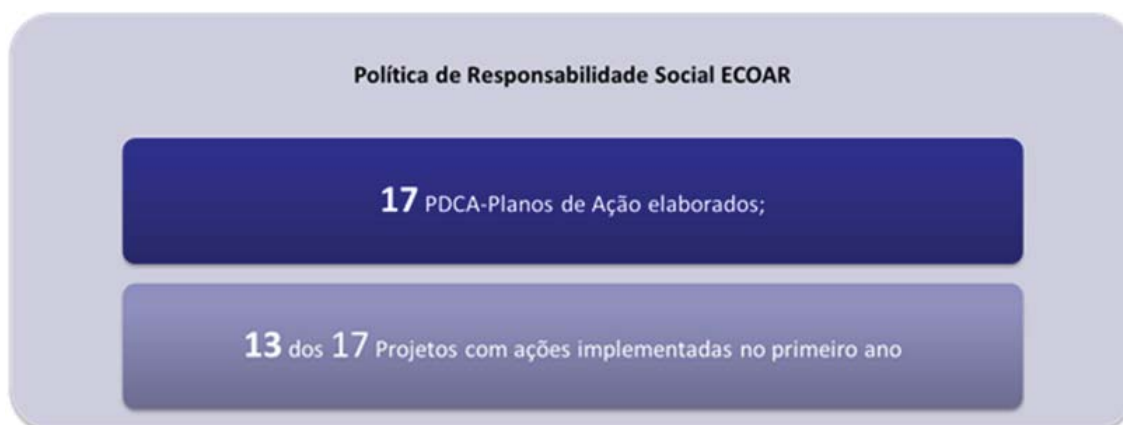 Política de Responsabilidade Social ECOAR
17 PDCA-Planos de Ação elaborados;
13 dos 17 Projetos com ações implementadas no primeiro ano